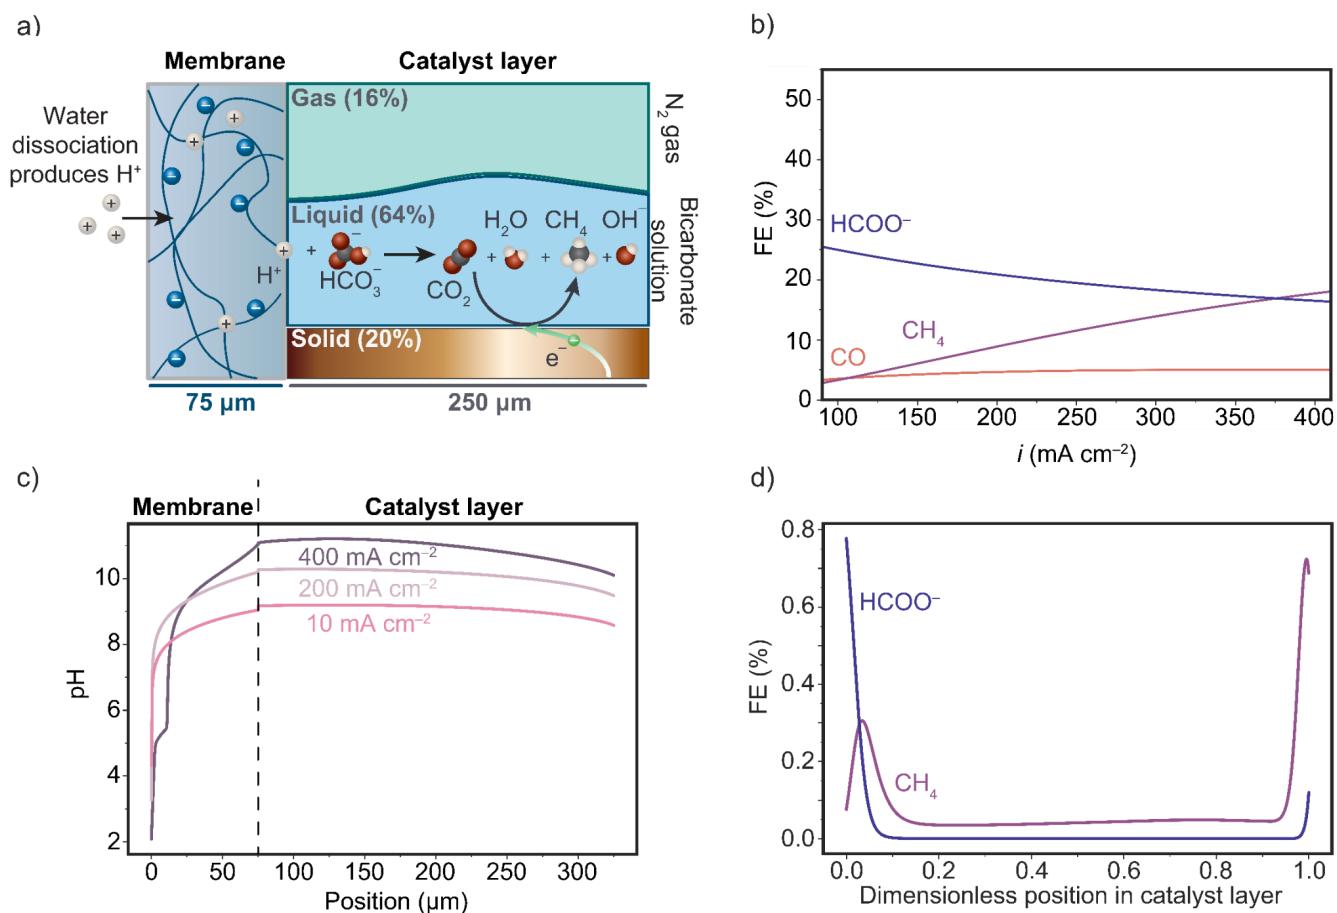 a)
Membrane
Catalyst layer
Water
dissociation
produces H⁺
Gas (16%)
N₂ gas
Liquid (64%)
Bicarbonate
solution
H⁺
+
HCO₃⁻
CO₂
+
H₂O
+
CH₄
+
OH⁻
Solid (20%)
e⁻
75 µm
250 µm
b)
FE (%)
50
40
30
20
10
0
HCOO⁻
CH₄
CO
100
150
200
250
300
350
400
i (mA cm⁻²)
c)
Membrane
Catalyst layer
pH
10
8
6
4
2
400 mA cm⁻²
200 mA cm⁻²
10 mA cm⁻²
0
50
100
150
200
250
300
Position (µm)
d)
FE (%)
0.8
0.6
0.4
0.2
0.0
HCOO⁻
CH₄
0.0
0.2
0.4
0.6
0.8
1.0
Dimensionless position in catalyst layer